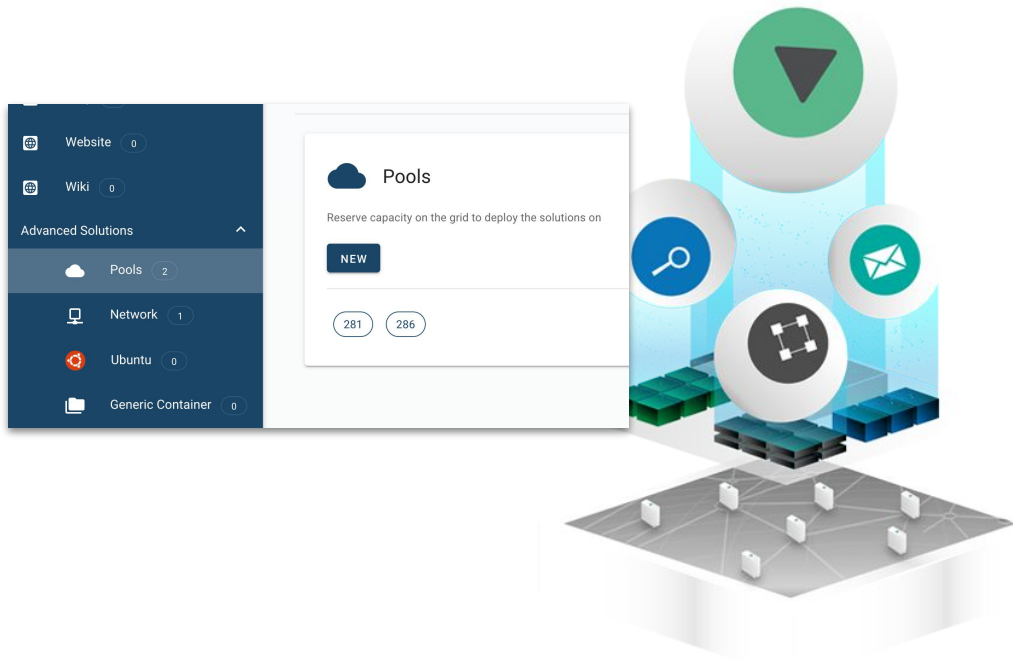 Website 0
Wiki 0
Advanced Solutions
Pools 2
Network 1
Ubuntu 0
Generic Container 0
Pools
Reserve capacity on the grid to deploy the solutions on
NEW
281 286